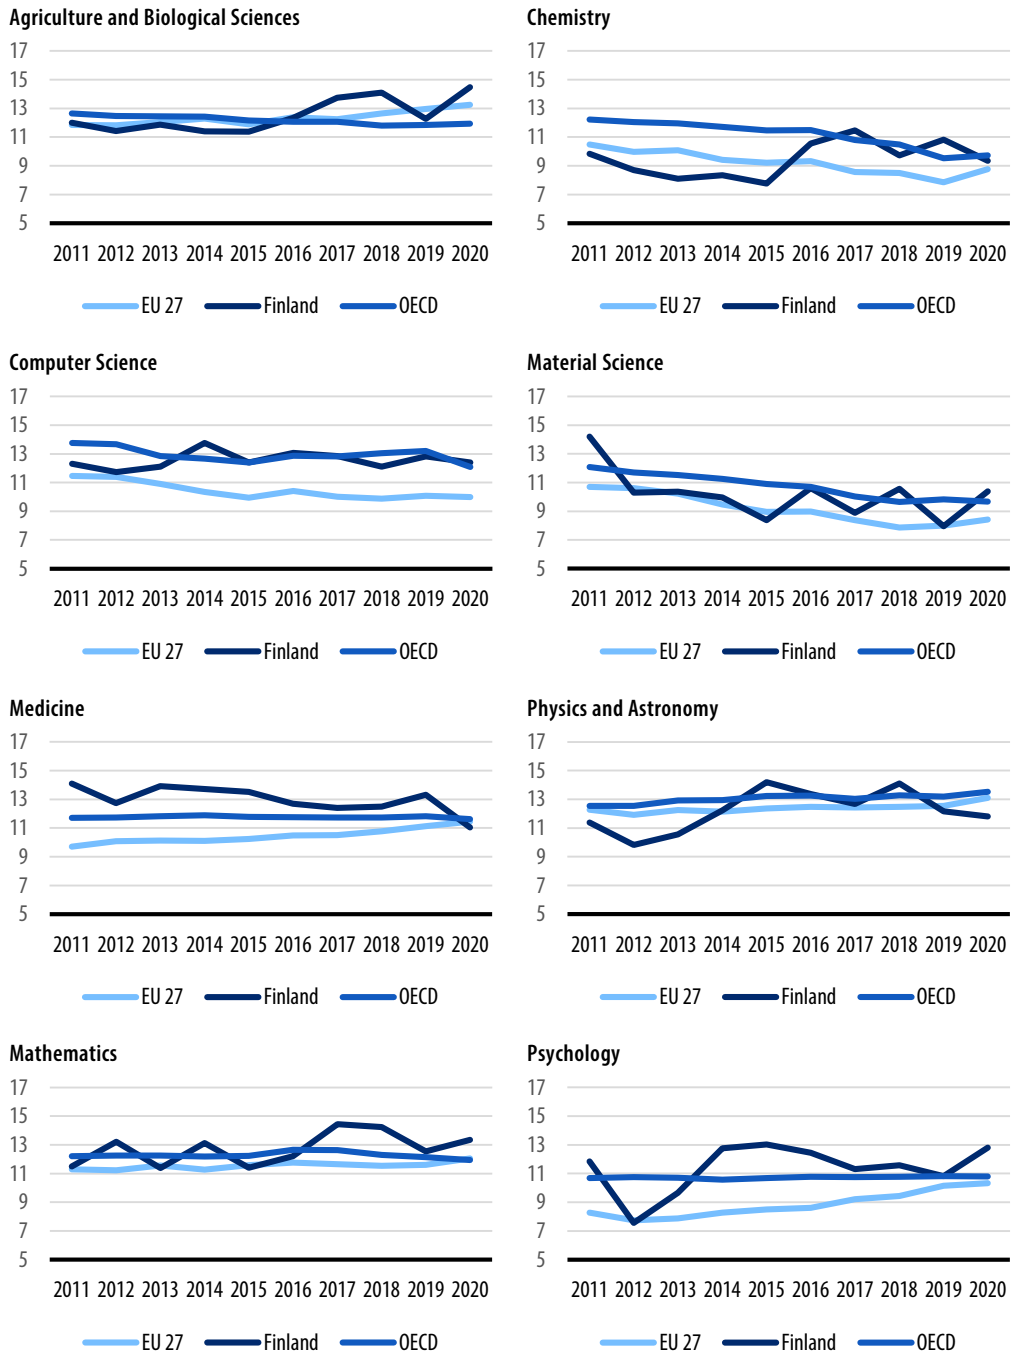 Agriculture and Biological Sciences
17
15
13
11
9
7
5
2011 2012 2013 2014 2015 2016 2017 2018 2019 2020
EU 27 Finland OECD
Chemistry
17
15
13
11
9
7
5
2011 2012 2013 2014 2015 2016 2017 2018 2019 2020
EU 27 Finland OECD
Computer Science
17
15
13
11
9
7
5
2011 2012 2013 2014 2015 2016 2017 2018 2019 2020
EU 27 Finland OECD
Material Science
17
15
13
11
9
7
5
2011 2012 2013 2014 2015 2016 2017 2018 2019 2020
EU 27 Finland OECD
Medicine
17
15
13
11
9
7
5
2011 2012 2013 2014 2015 2016 2017 2018 2019 2020
EU 27 Finland OECD
Physics and Astronomy
17
15
13
11
9
7
5
2011 2012 2013 2014 2015 2016 2017 2018 2019 2020
EU 27 Finland OECD
Mathematics
17
15
13
11
9
7
5
2011 2012 2013 2014 2015 2016 2017 2018 2019 2020
EU 27 Finland OECD
Psychology
17
15
13
11
9
7
5
2011 2012 2013 2014 2015 2016 2017 2018 2019 2020
EU 27 Finland OECD